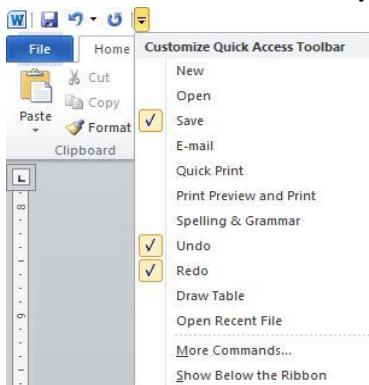 W
File Home Customize Quick Access Toolbar
Cut New
Copy Open
Paste Format Save
Clipboard E-mail
Quick Print
Print Preview and Print
Spelling & Grammar
Undo
Redo
Draw Table
Open Recent File
More Commands...
Show Below the Ribbon